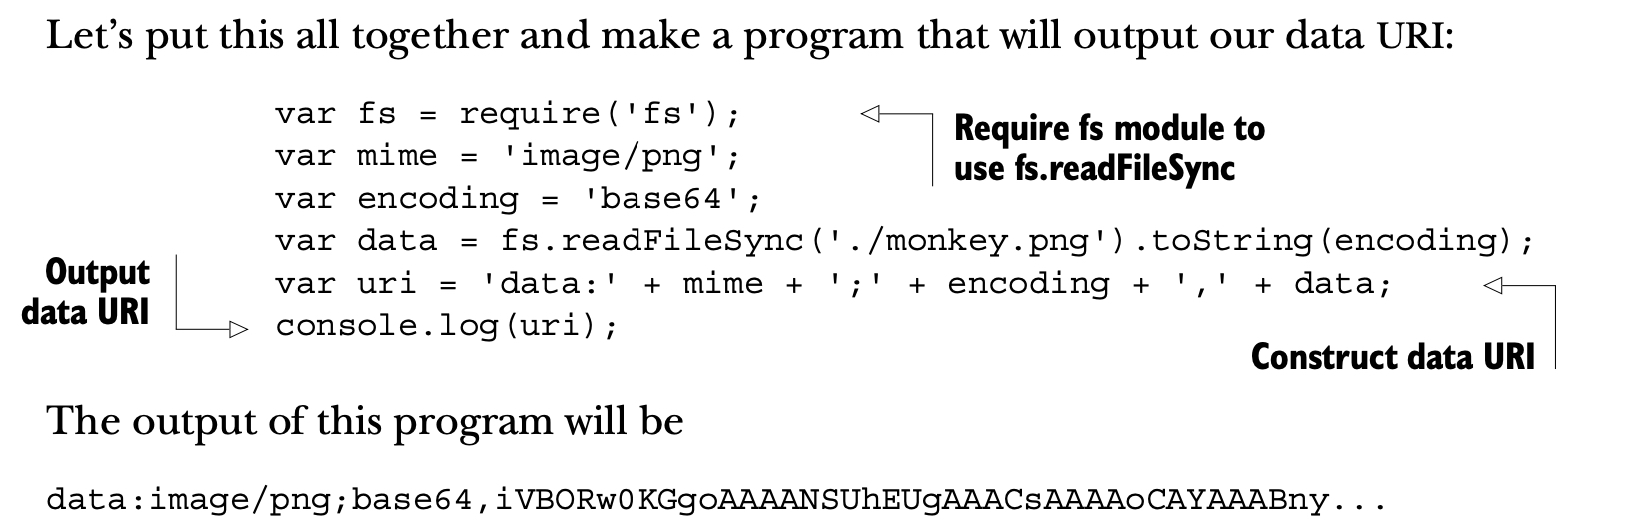 Let’s put this all together and make a program that will output our data URI:
var fs = require('fs');
Require fs module to
use fs.readFileSync
var mime = 'image/png';
var encoding = 'base64';
var data = fs.readFileSync('./monkey.png').toString(encoding);
Output
data URI
var uri = 'data:' + mime + ';' + encoding + ',' + data;
console.log(uri);
Construct data URI
The output of this program will be
data:image/png;base64,iVBORw0KGgoAAAANSUhEUgAAACsAAAAoCAYAAABny...